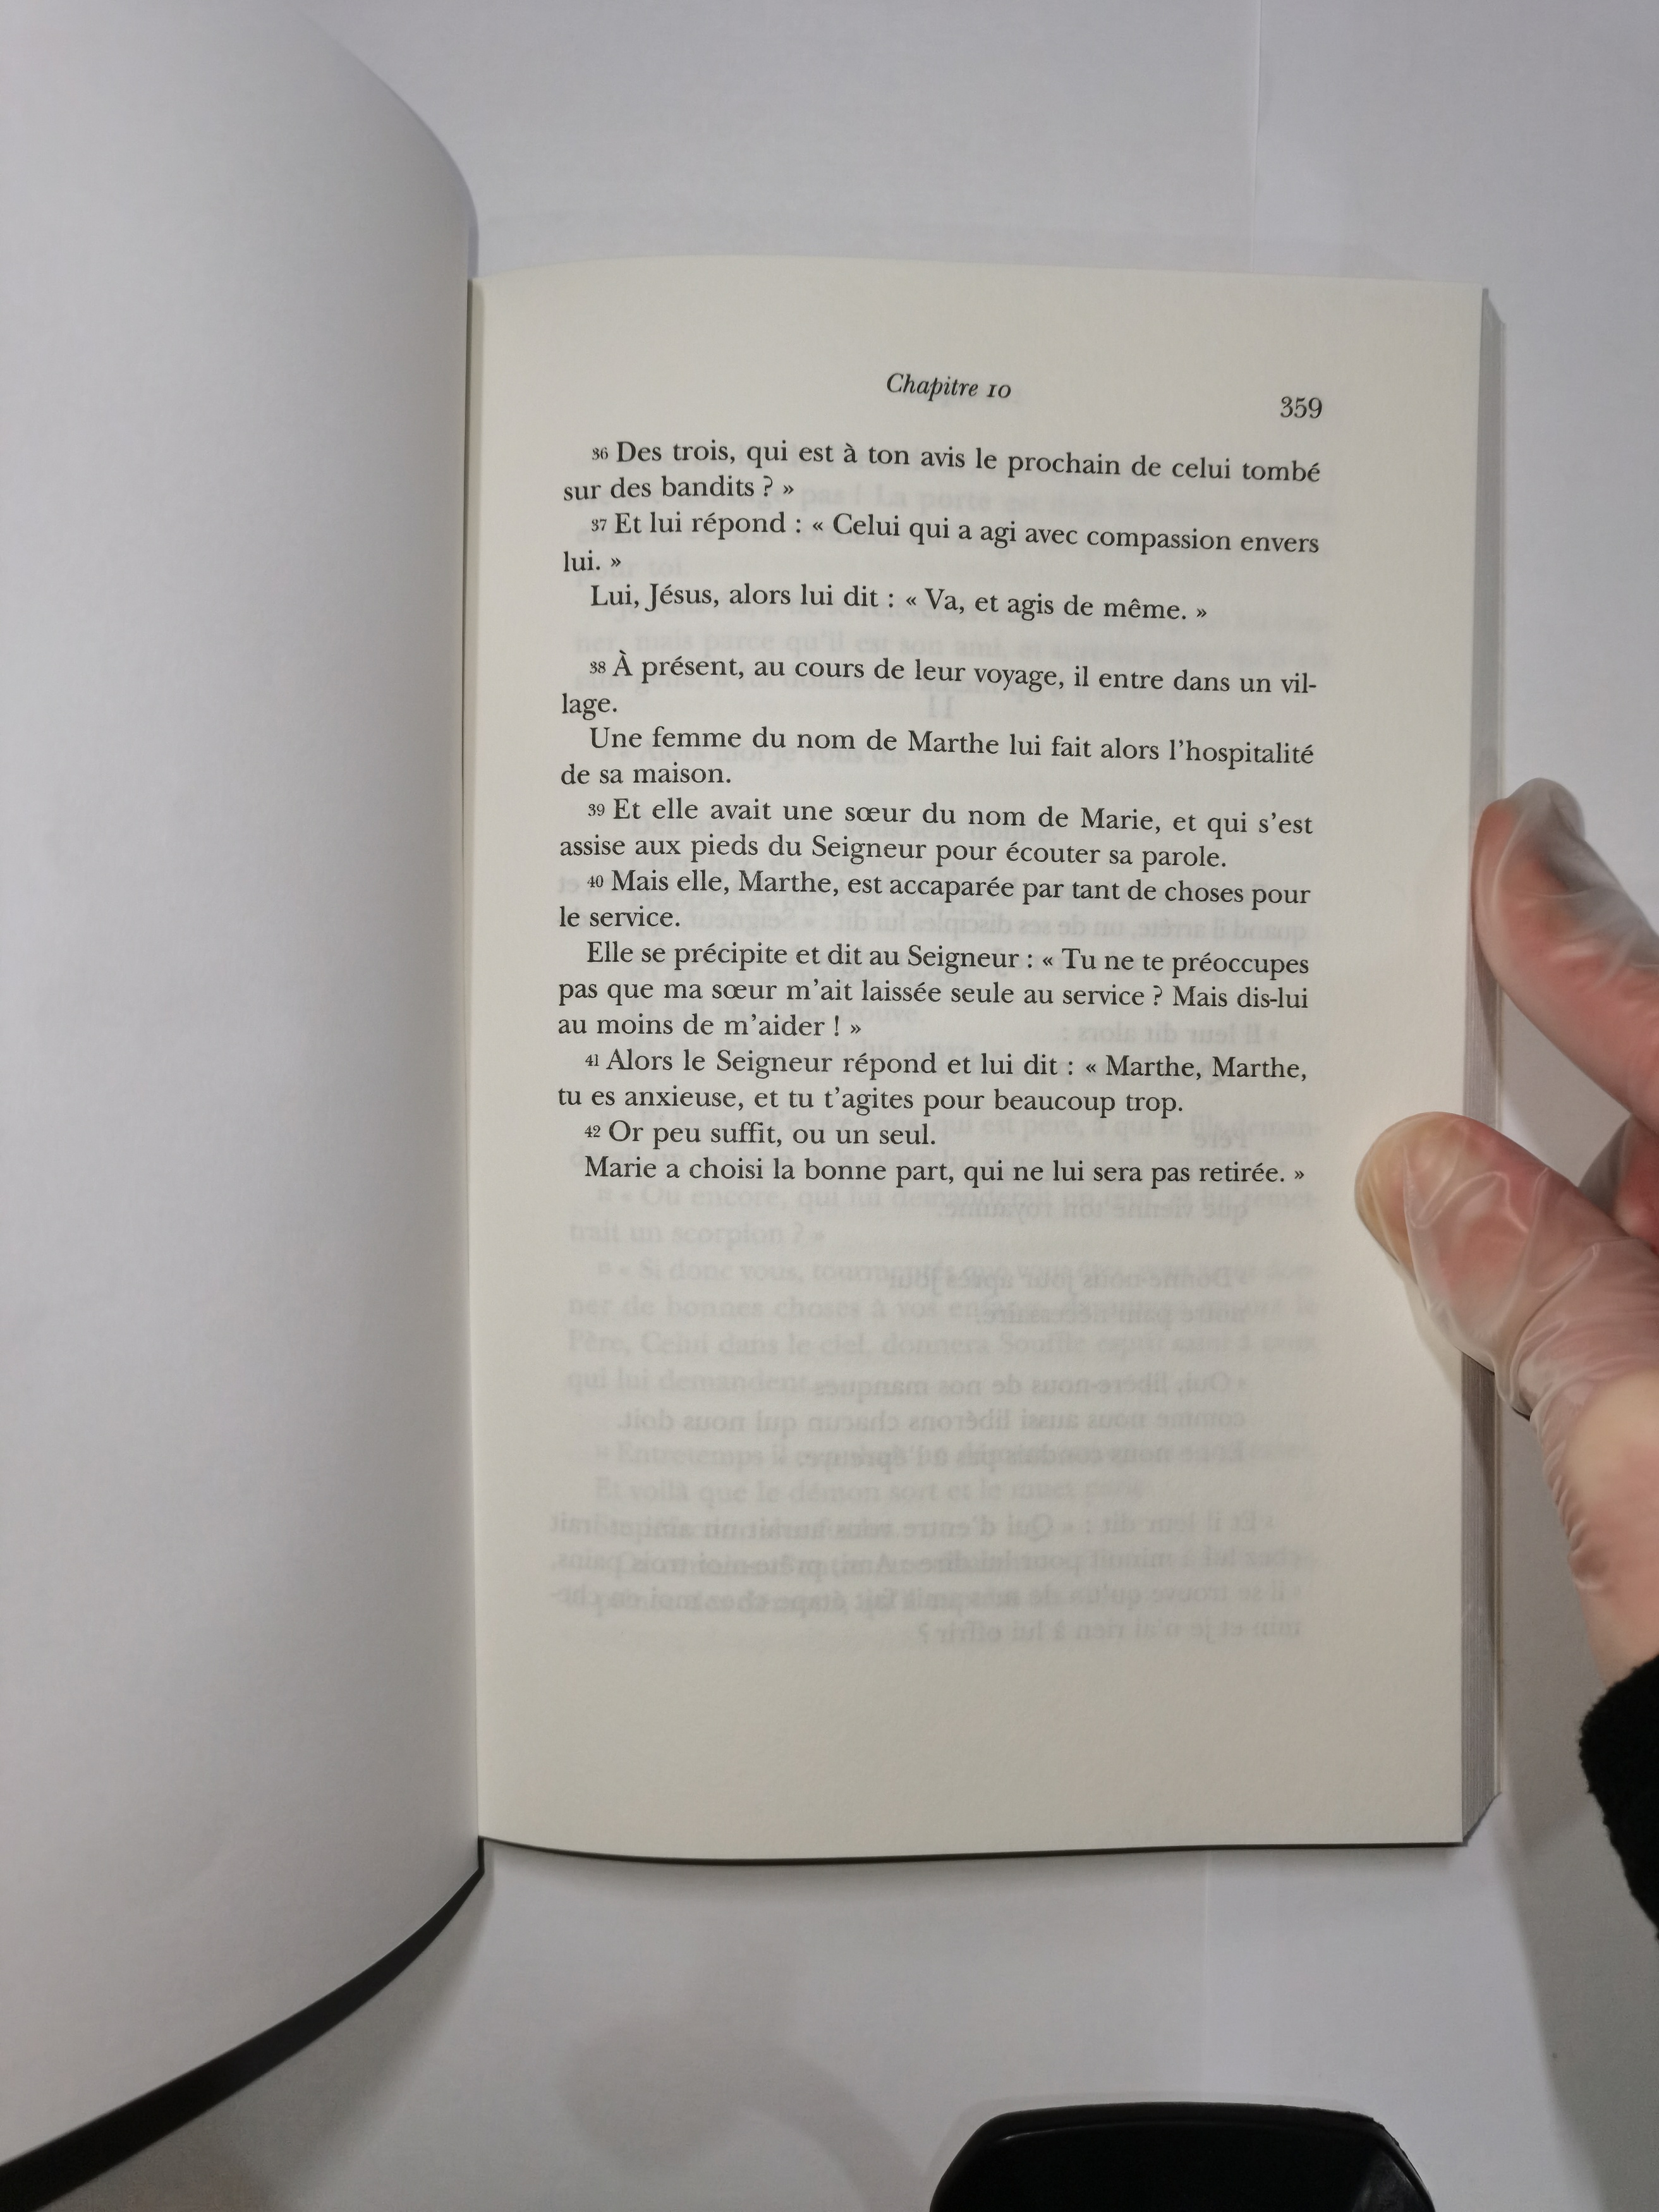 Chapitre 10
359
36 Des trois, qui est à ton avis le prochain de celui tombé
sur des bandits ? »
37 Et lui répond : « Celui qui a agi avec compassion envers
lui. »
Lui, Jésus, alors lui dit : « Va, et agis de même. »
38 À présent, au cours de leur voyage, il entre dans un vil-
lage.
Une femme du nom de Marthe lui fait alors l'hospitalité
de sa maison.
39 Et elle avait une sœur du nom de Marie, et qui s'est
assise aux pieds du Seigneur pour écouter sa parole.
40 Mais elle, Marthe, est accaparée par tant de choses pour
le service.
Elle se précipite et dit au Seigneur : « Tu ne te préoccupes
pas que ma sœur m'ait laissée seule au service ? Mais dis-lui
au moins de m'aider ! »
41 Alors le Seigneur répond et lui dit : « Marthe, Marthe,
tu es anxieuse, et tu t'agites pour beaucoup trop.
42 Or peu suffit, ou un seul.
Marie a choisi la bonne part, qui ne lui sera pas retirée. »